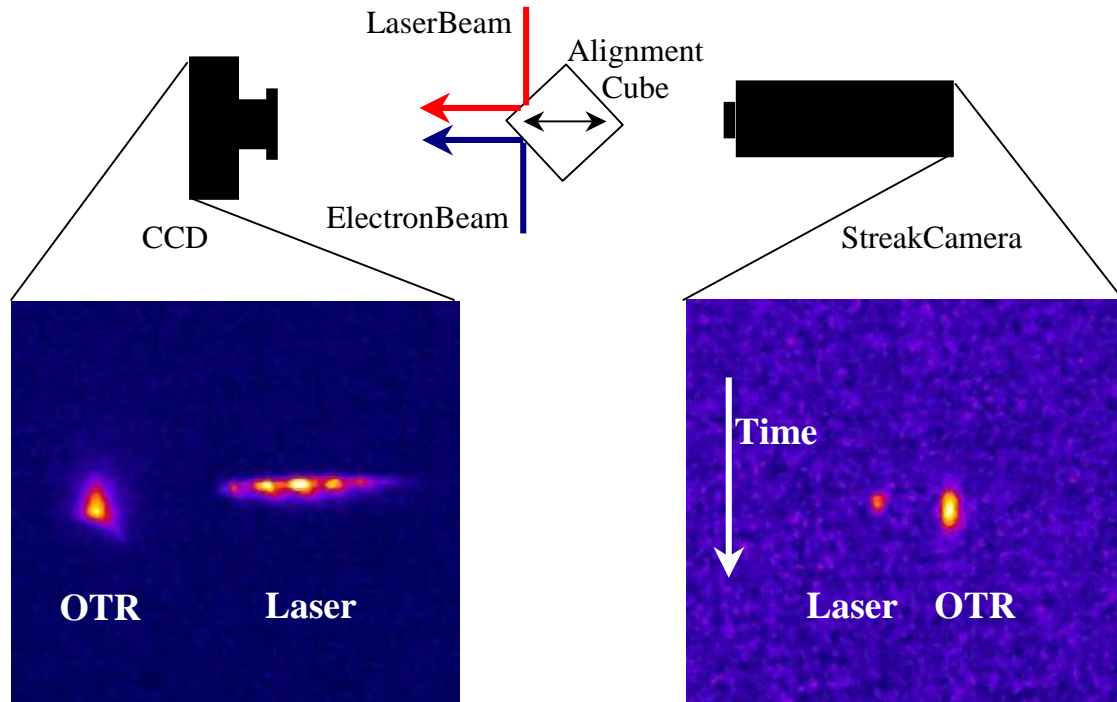 LaserBeam
Alignment
Cube
ElectronBeam
CCD
StreakCamera
OTR
Laser
Time
Laser
OTR